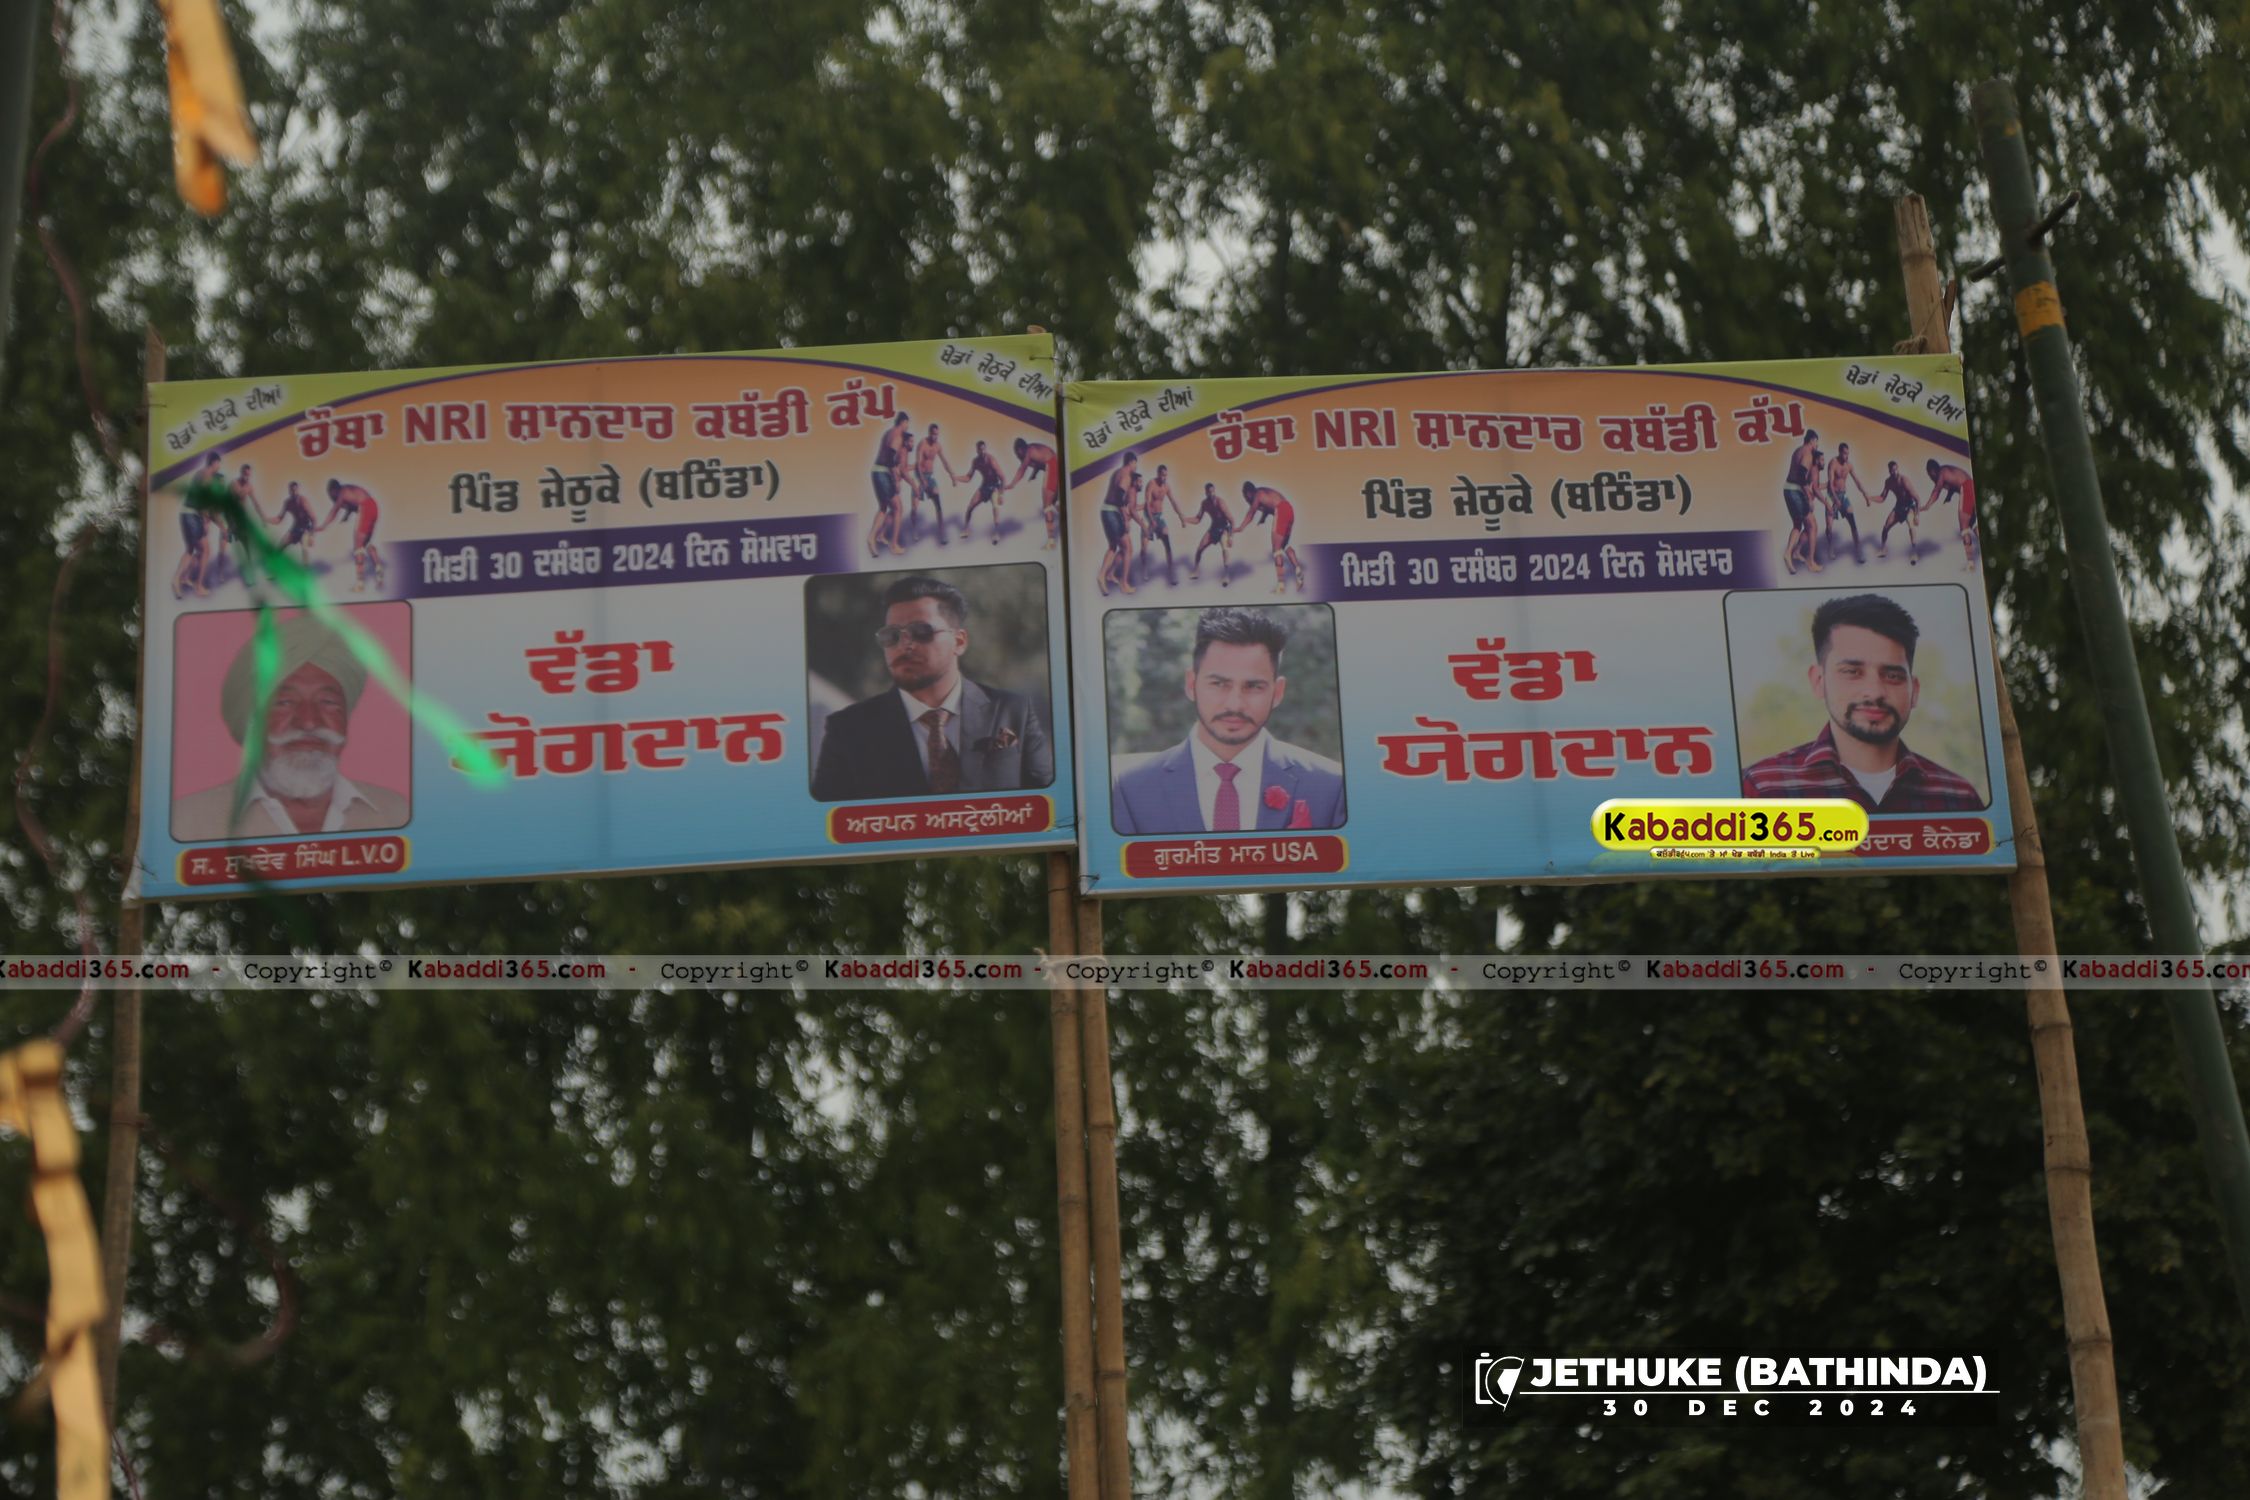 ਖੇਡਾਂ ਜੇਠੂਕੇ ਦੀਆਂ
ਖੇਡਾਂ ਜੇਠੂਕੇ ਦੀਆਂ
ਚੌਥਾ NRI ਸ਼ਾਨਦਾਰ ਕਬੱਡੀ ਕੱਪ
ਪਿੰਡ ਜੇਠੂਕੇ (ਬਠਿੰਡਾ)
ਮਿਤੀ 30 ਦਸੰਬਰ 2024 ਦਿਨ ਸੋਮਵਾਰ
ਵੱਡਾ
ਯੋਗਦਾਨ
ਸ. ਸੁਖਦੇਵ ਸਿੰਘ L.V.O
ਅਰਪਨ ਅਸਟ੍ਰੇਲੀਆਂ
ਖੇਡਾਂ ਜੇਠੂਕੇ ਦੀਆਂ
ਖੇਡਾਂ ਜੇਠੂਕੇ ਦੀਆਂ
ਚੌਥਾ NRI ਸ਼ਾਨਦਾਰ ਕਬੱਡੀ ਕੱਪ
ਪਿੰਡ ਜੇਠੂਕੇ (ਬਠਿੰਡਾ)
ਮਿਤੀ 30 ਦਸੰਬਰ 2024 ਦਿਨ ਸੋਮਵਾਰ
ਵੱਡਾ
ਯੋਗਦਾਨ
ਗੁਰਮੀਤ ਮਾਨ USA
ਕੈਨੇਡਾ
Kabaddi365.com
Kabaddi365.com - Copyright© Kabaddi365.com - Copyright© Kabaddi365.com - Copyright© Kabaddi365.com - Copyright© Kabaddi365.com - Copyright© Kabaddi365.com
JETHUKE (BATHINDA)
30 DEC 2024